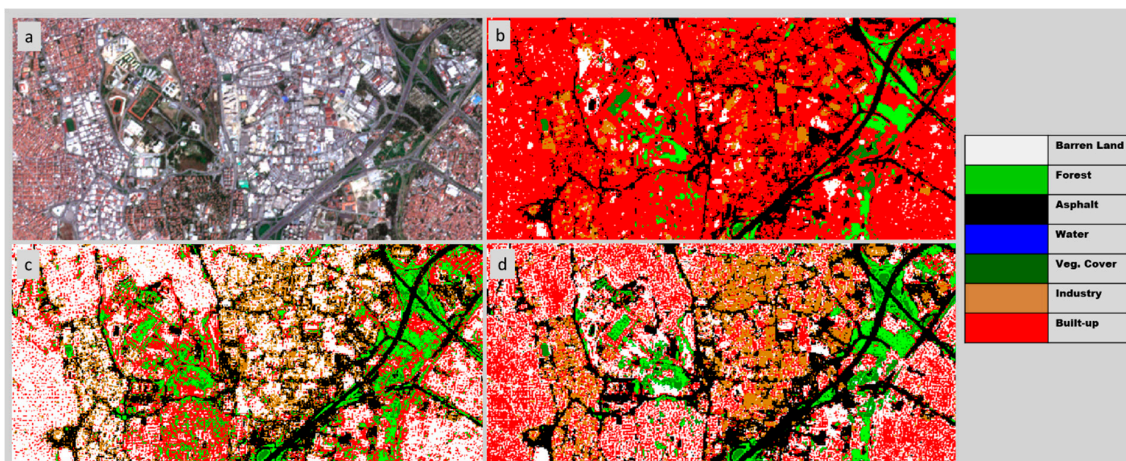 a
b
c
d
Barren Land
Forest
Asphalt
Water
Veg. Cover
Industry
Built-up